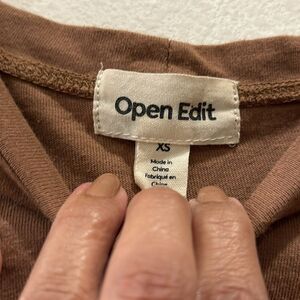 Open Edit
XS
Made in
China
Fabriqué en
Chine